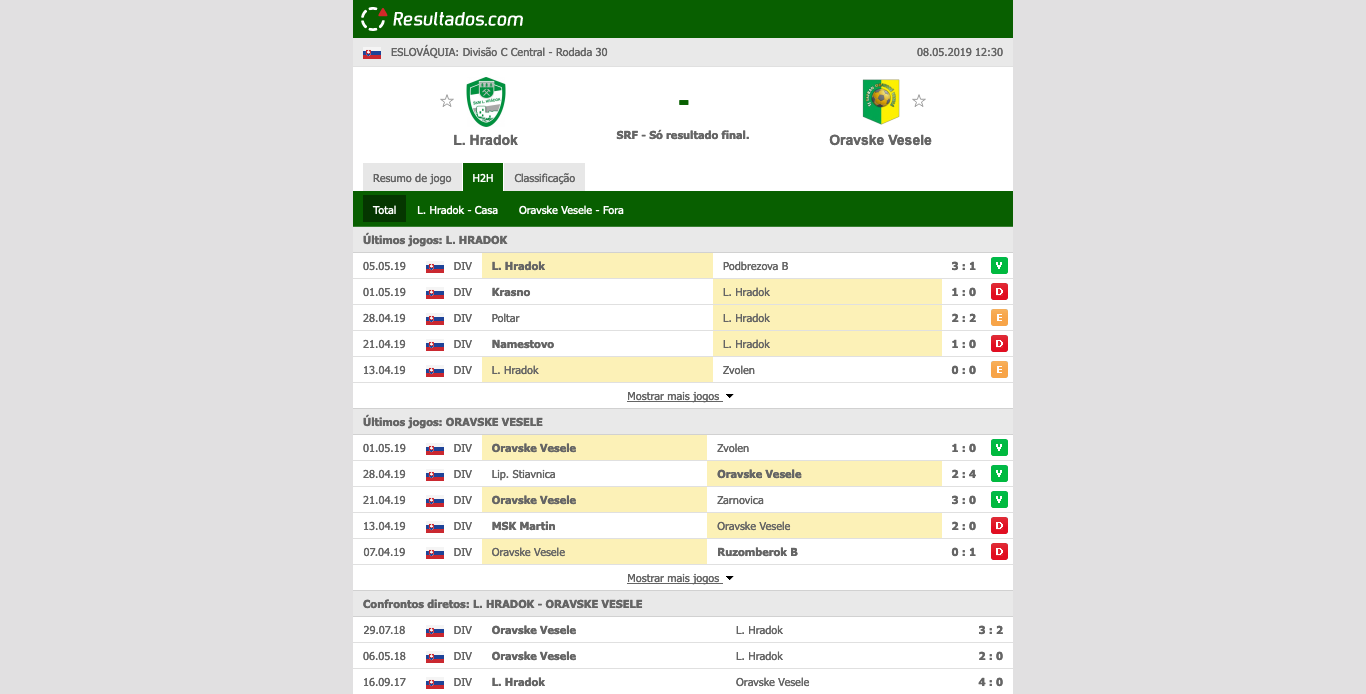 Resultados.com
ESLOVÁQUIA: Divisão C Central - Rodada 30 08.05.2019 12:30
-
SRF - Só resultado final.
L. Hradok Oravske Vesele
Resumo de jogo H2H Classificação
Total L. Hradok - Casa Oravske Vesele - Fora
Últimos jogos: L. HRADOK
05.05.19 DIV L. Hradok Podbrezova B 3 : 1 V
01.05.19 DIV Krasno L. Hradok 1 : 0 D
28.04.19 DIV Poltar L. Hradok 2 : 2 E
21.04.19 DIV Namestovo L. Hradok 1 : 0 D
13.04.19 DIV L. Hradok Zvolen 0 : 0 E
Mostrar mais jogos
Últimos jogos: ORAVSKE VESELE
01.05.19 DIV Oravske Vesele Zvolen 1 : 0 V
28.04.19 DIV Lip. Stiavnica Oravske Vesele 2 : 4 V
21.04.19 DIV Oravske Vesele Zarnovica 3 : 0 V
13.04.19 DIV MSK Martin Oravske Vesele 2 : 0 D
07.04.19 DIV Oravske Vesele Ruzomberok B 0 : 1 D
Mostrar mais jogos
Confrontos diretos: L. HRADOK - ORAVSKE VESELE
29.07.18 DIV Oravske Vesele L. Hradok 3 : 2
06.05.18 DIV Oravske Vesele L. Hradok 2 : 0
16.09.17 DIV L. Hradok Oravske Vesele 4 : 0